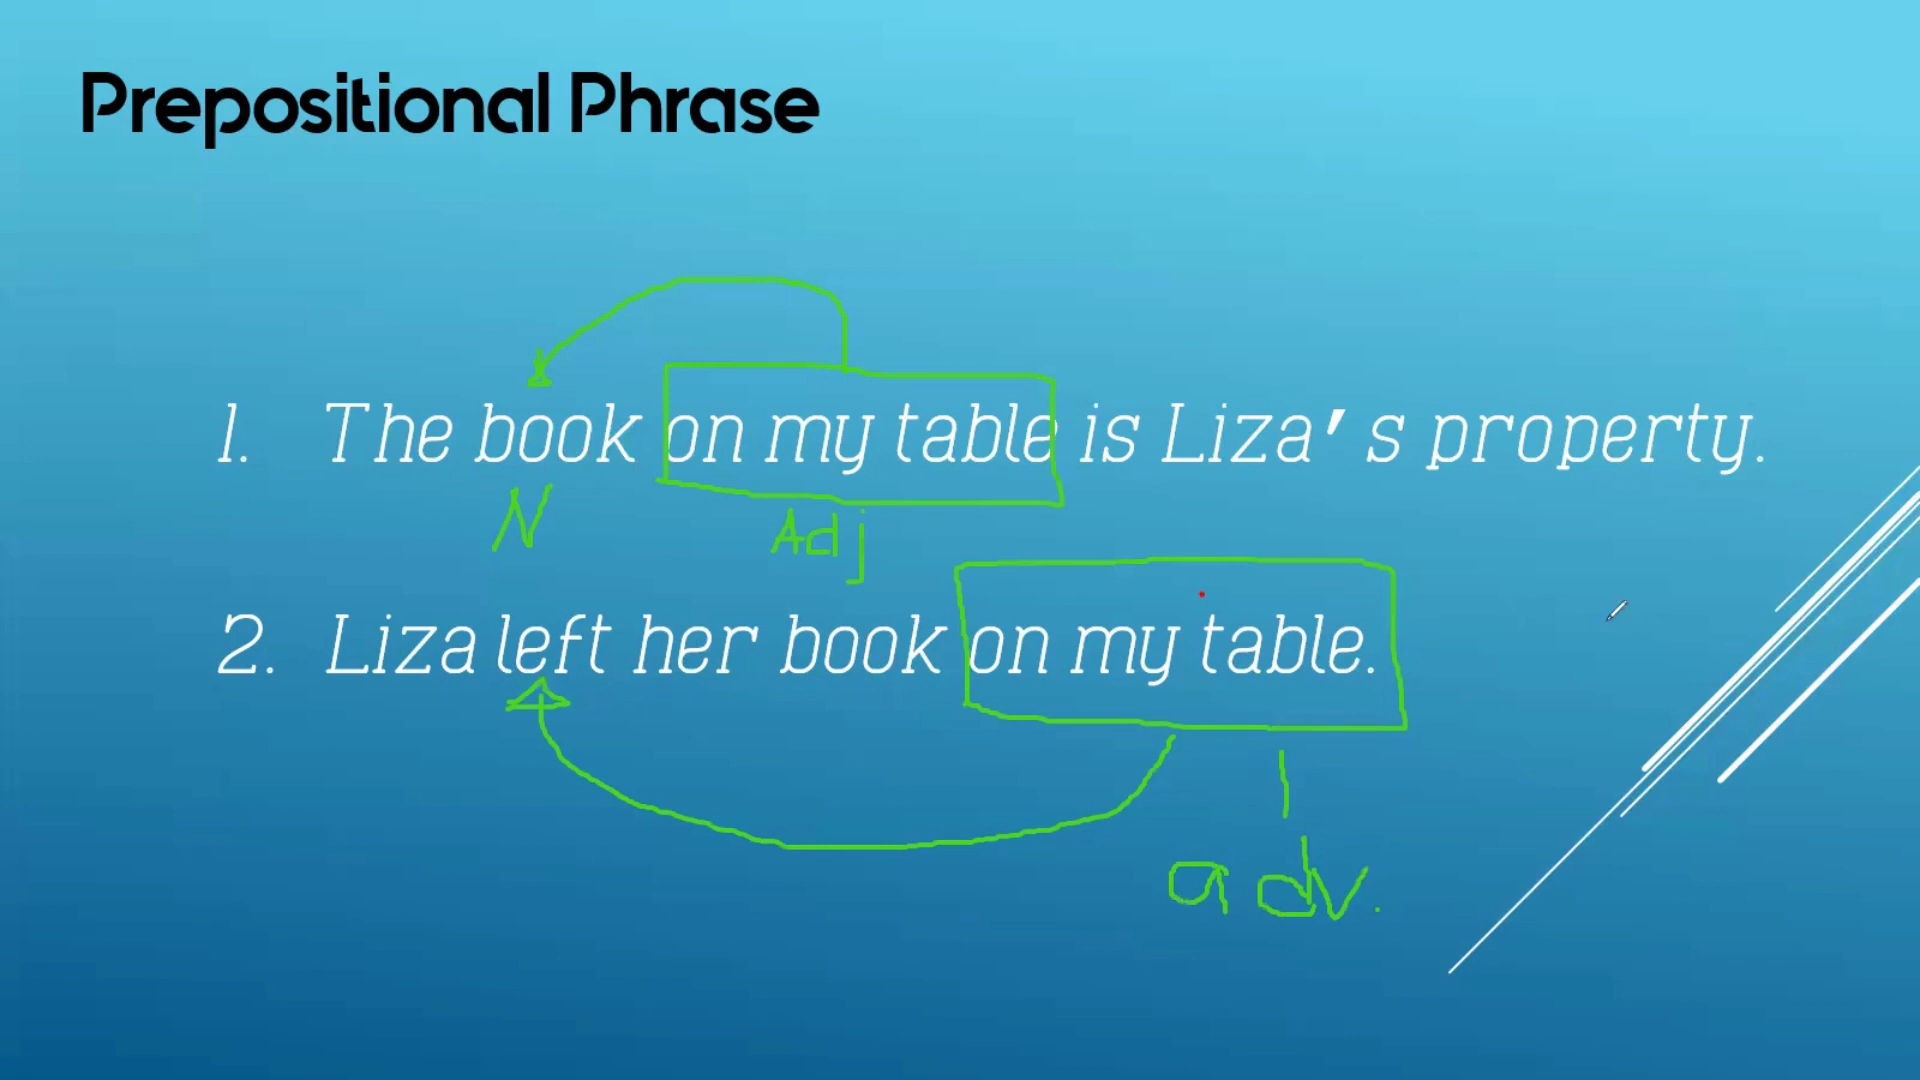 Prepositional Phrase
1. The book on my table is Liza's property.
N Adj
2. Liza left her book on my table.
adv.